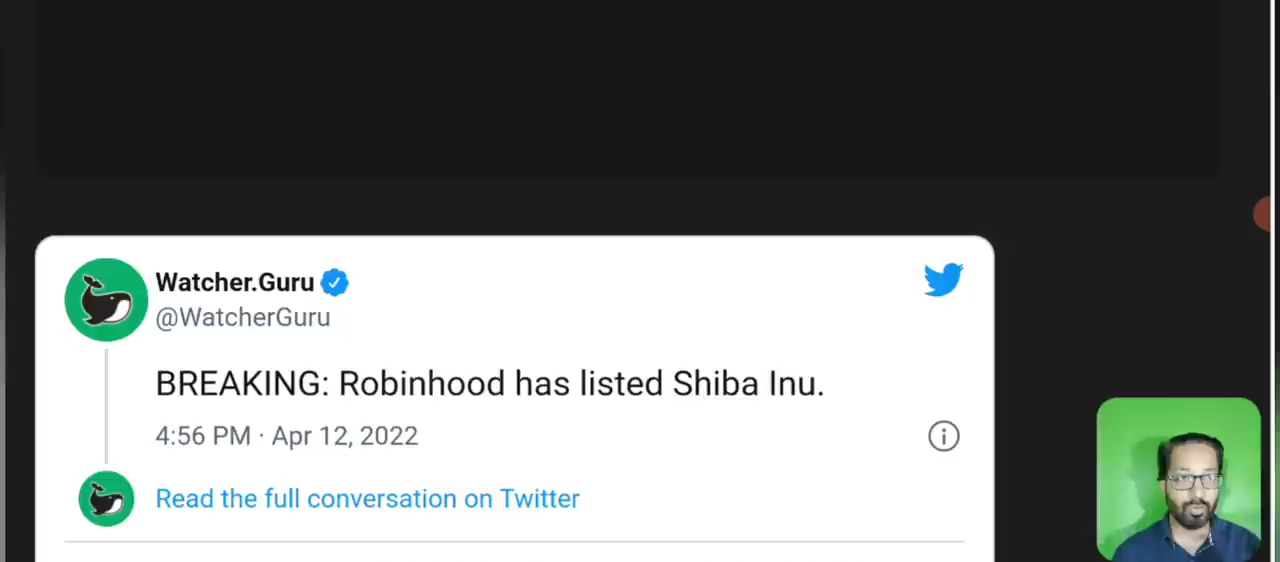 Watcher.Guru
@WatcherGuru
BREAKING: Robinhood has listed Shiba Inu.
4:56 PM · Apr 12, 2022
Read the full conversation on Twitter